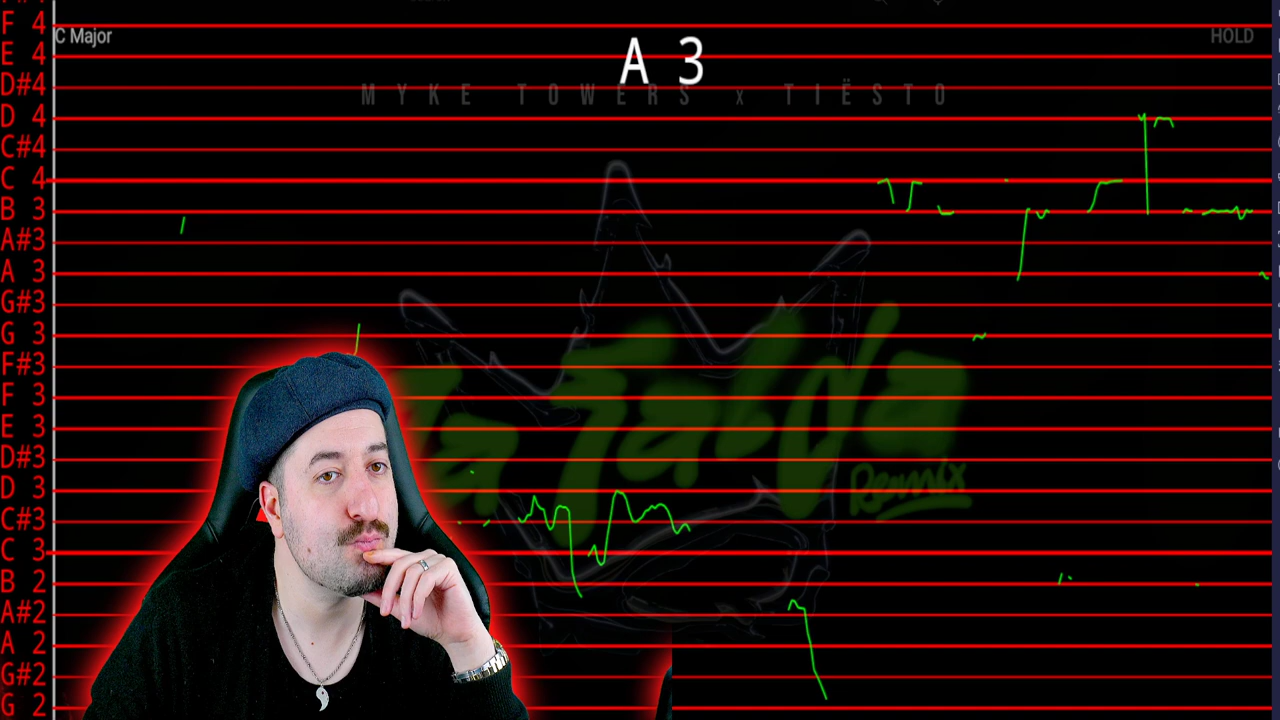 F 4
C Major
A 3
HOLD
E 4
D#4
MYKE TOWERS x TIËSTO
D 4
C#4
C 4
B 3
A#3
A 3
G#3
G 3
F#3
F 3
La Falda
E 3
D#3
Remix
D 3
C#3
C 3
B 2
A#2
A 2
G#2
G 2